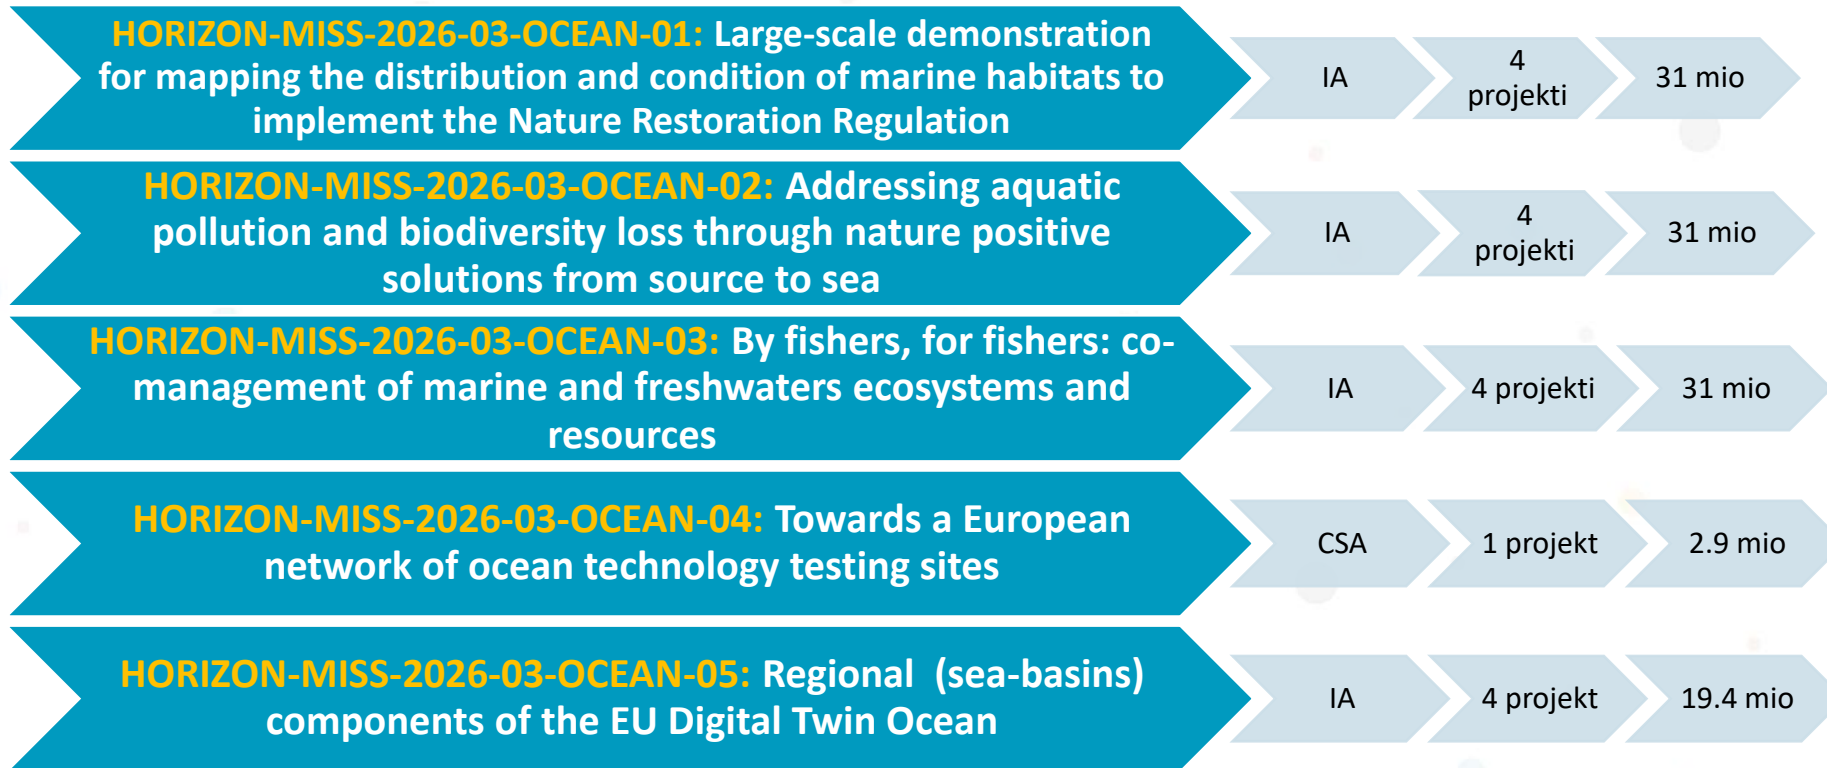 HORIZON-MISS-2026-03-OCEAN-01: Large-scale demonstration
for mapping the distribution and condition of marine habitats to
implement the Nature Restoration Regulation
IA
4
projekti
31 mio
HORIZON-MISS-2026-03-OCEAN-02: Addressing aquatic
pollution and biodiversity loss through nature positive
solutions from source to sea
IA
4
projekti
31 mio
HORIZON-MISS-2026-03-OCEAN-03: By fishers, for fishers: co-
management of marine and freshwaters ecosystems and
resources
IA
4 projekti
31 mio
HORIZON-MISS-2026-03-OCEAN-04: Towards a European
network of ocean technology testing sites
CSA
1 projekt
2.9 mio
HORIZON-MISS-2026-03-OCEAN-05: Regional  (sea-basins)
components of the EU Digital Twin Ocean
IA
4 projekt
19.4 mio